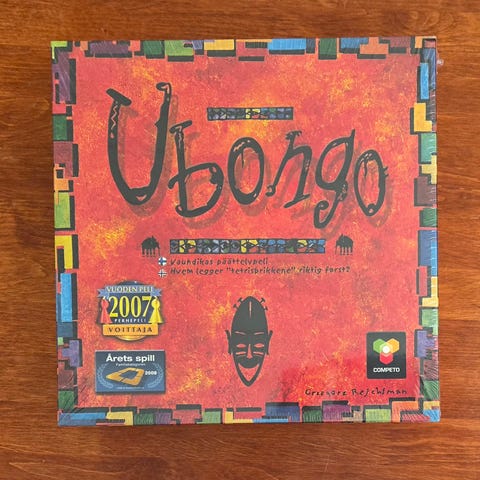 Ubongo
Vauhdikas päättelypeli
Hvem legger "tetrisbrikkene" riktig først?
VUODEN PELI
2007
PERHEPELI
VOITTAJA
Årets spill
Familiekategorien
2006
COMPETO
Grzegorz Rejchtman